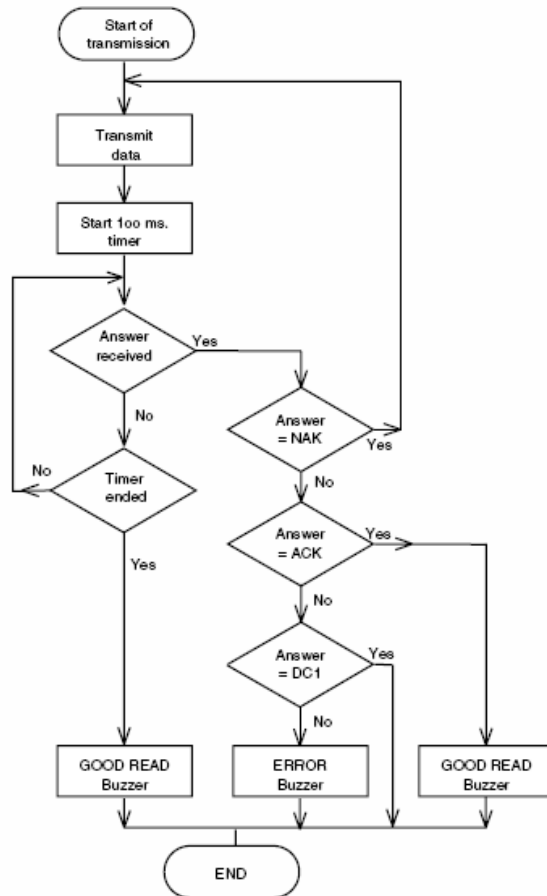 Start of
transmission
Transmit
data
Start 1oo ms.
timer
Answer
received
Yes
No
Answer
= NAK
Yes
No
Timer
ended
No
Yes
Answer
= ACK
Yes
No
Answer
= DC1
Yes
No
GOOD READ
Buzzer
ERROR
Buzzer
GOOD READ
Buzzer
END